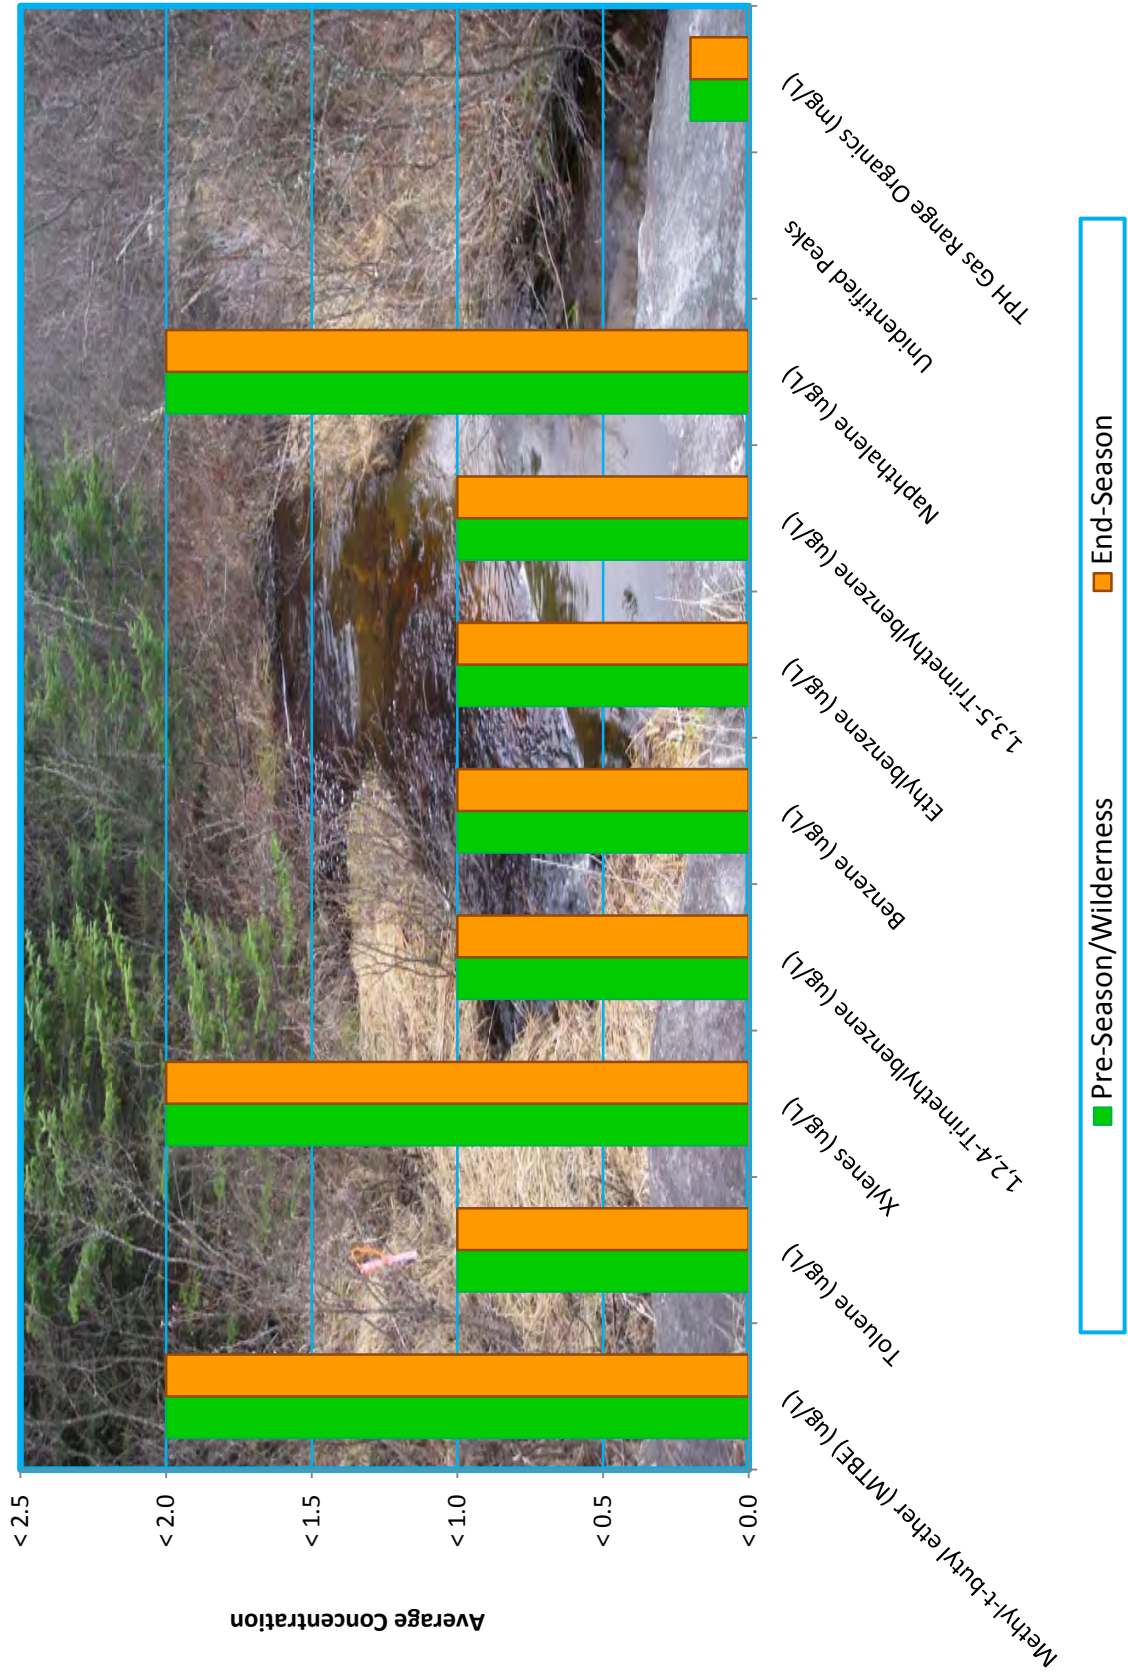 Average Concentration
< 2.5
< 2.0
< 1.5
< 1.0
< 0.5
< 0.0
Methyl-t-butyl ether (MTBE) (ug/L)
Toluene (ug/L)
Xylenes (ug/L)
1,2,4-Trimethylbenzene (ug/L)
Benzene (ug/L)
Ethylbenzene (ug/L)
1,3,5-Trimethylbenzene (ug/L)
Naphthalene (ug/L)
Unidentified Peaks
TPH Gas Range Organics (mg/L)
Pre-Season/Wilderness
End-Season